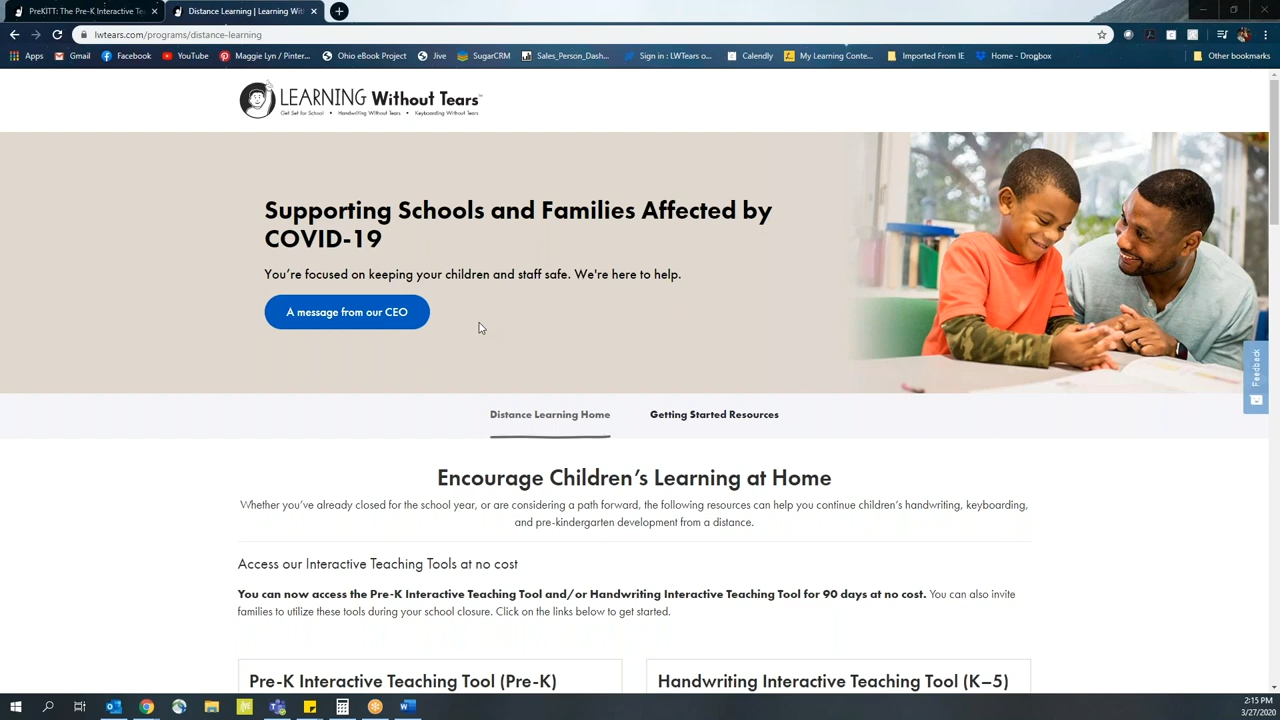 PreKITT: The Pre-K Interactive Te
Distance Learning | Learning Wit
lwtears.com/programs/distance-learning
Apps Gmail Facebook YouTube Maggie Lyn / Pinter... Ohio eBook Project Jive SugarCRM Sales_Person_Dash... Sign in : LWTears o... Calendly My Learning Conte... Imported From IE Home - Dropbox Other bookmarks
LEARNING Without Tears
Get Set for School • Handwriting Without Tears • Keyboarding Without Tears
Supporting Schools and Families Affected by
COVID-19
You're focused on keeping your children and staff safe. We're here to help.
A message from our CEO
Feedback
Distance Learning Home Getting Started Resources
Encourage Children's Learning at Home
Whether you've already closed for the school year, or are considering a path forward, the following resources can help you continue children's handwriting, keyboarding,
and pre-kindergarten development from a distance.
Access our Interactive Teaching Tools at no cost
You can now access the Pre-K Interactive Teaching Tool and/or Handwriting Interactive Teaching Tool for 90 days at no cost. You can also invite
families to utilize these tools during your school closure. Click on the links below to get started.
Pre-K Interactive Teaching Tool (Pre-K)
Handwriting Interactive Teaching Tool (K–5)
2:15 PM
3/27/2020